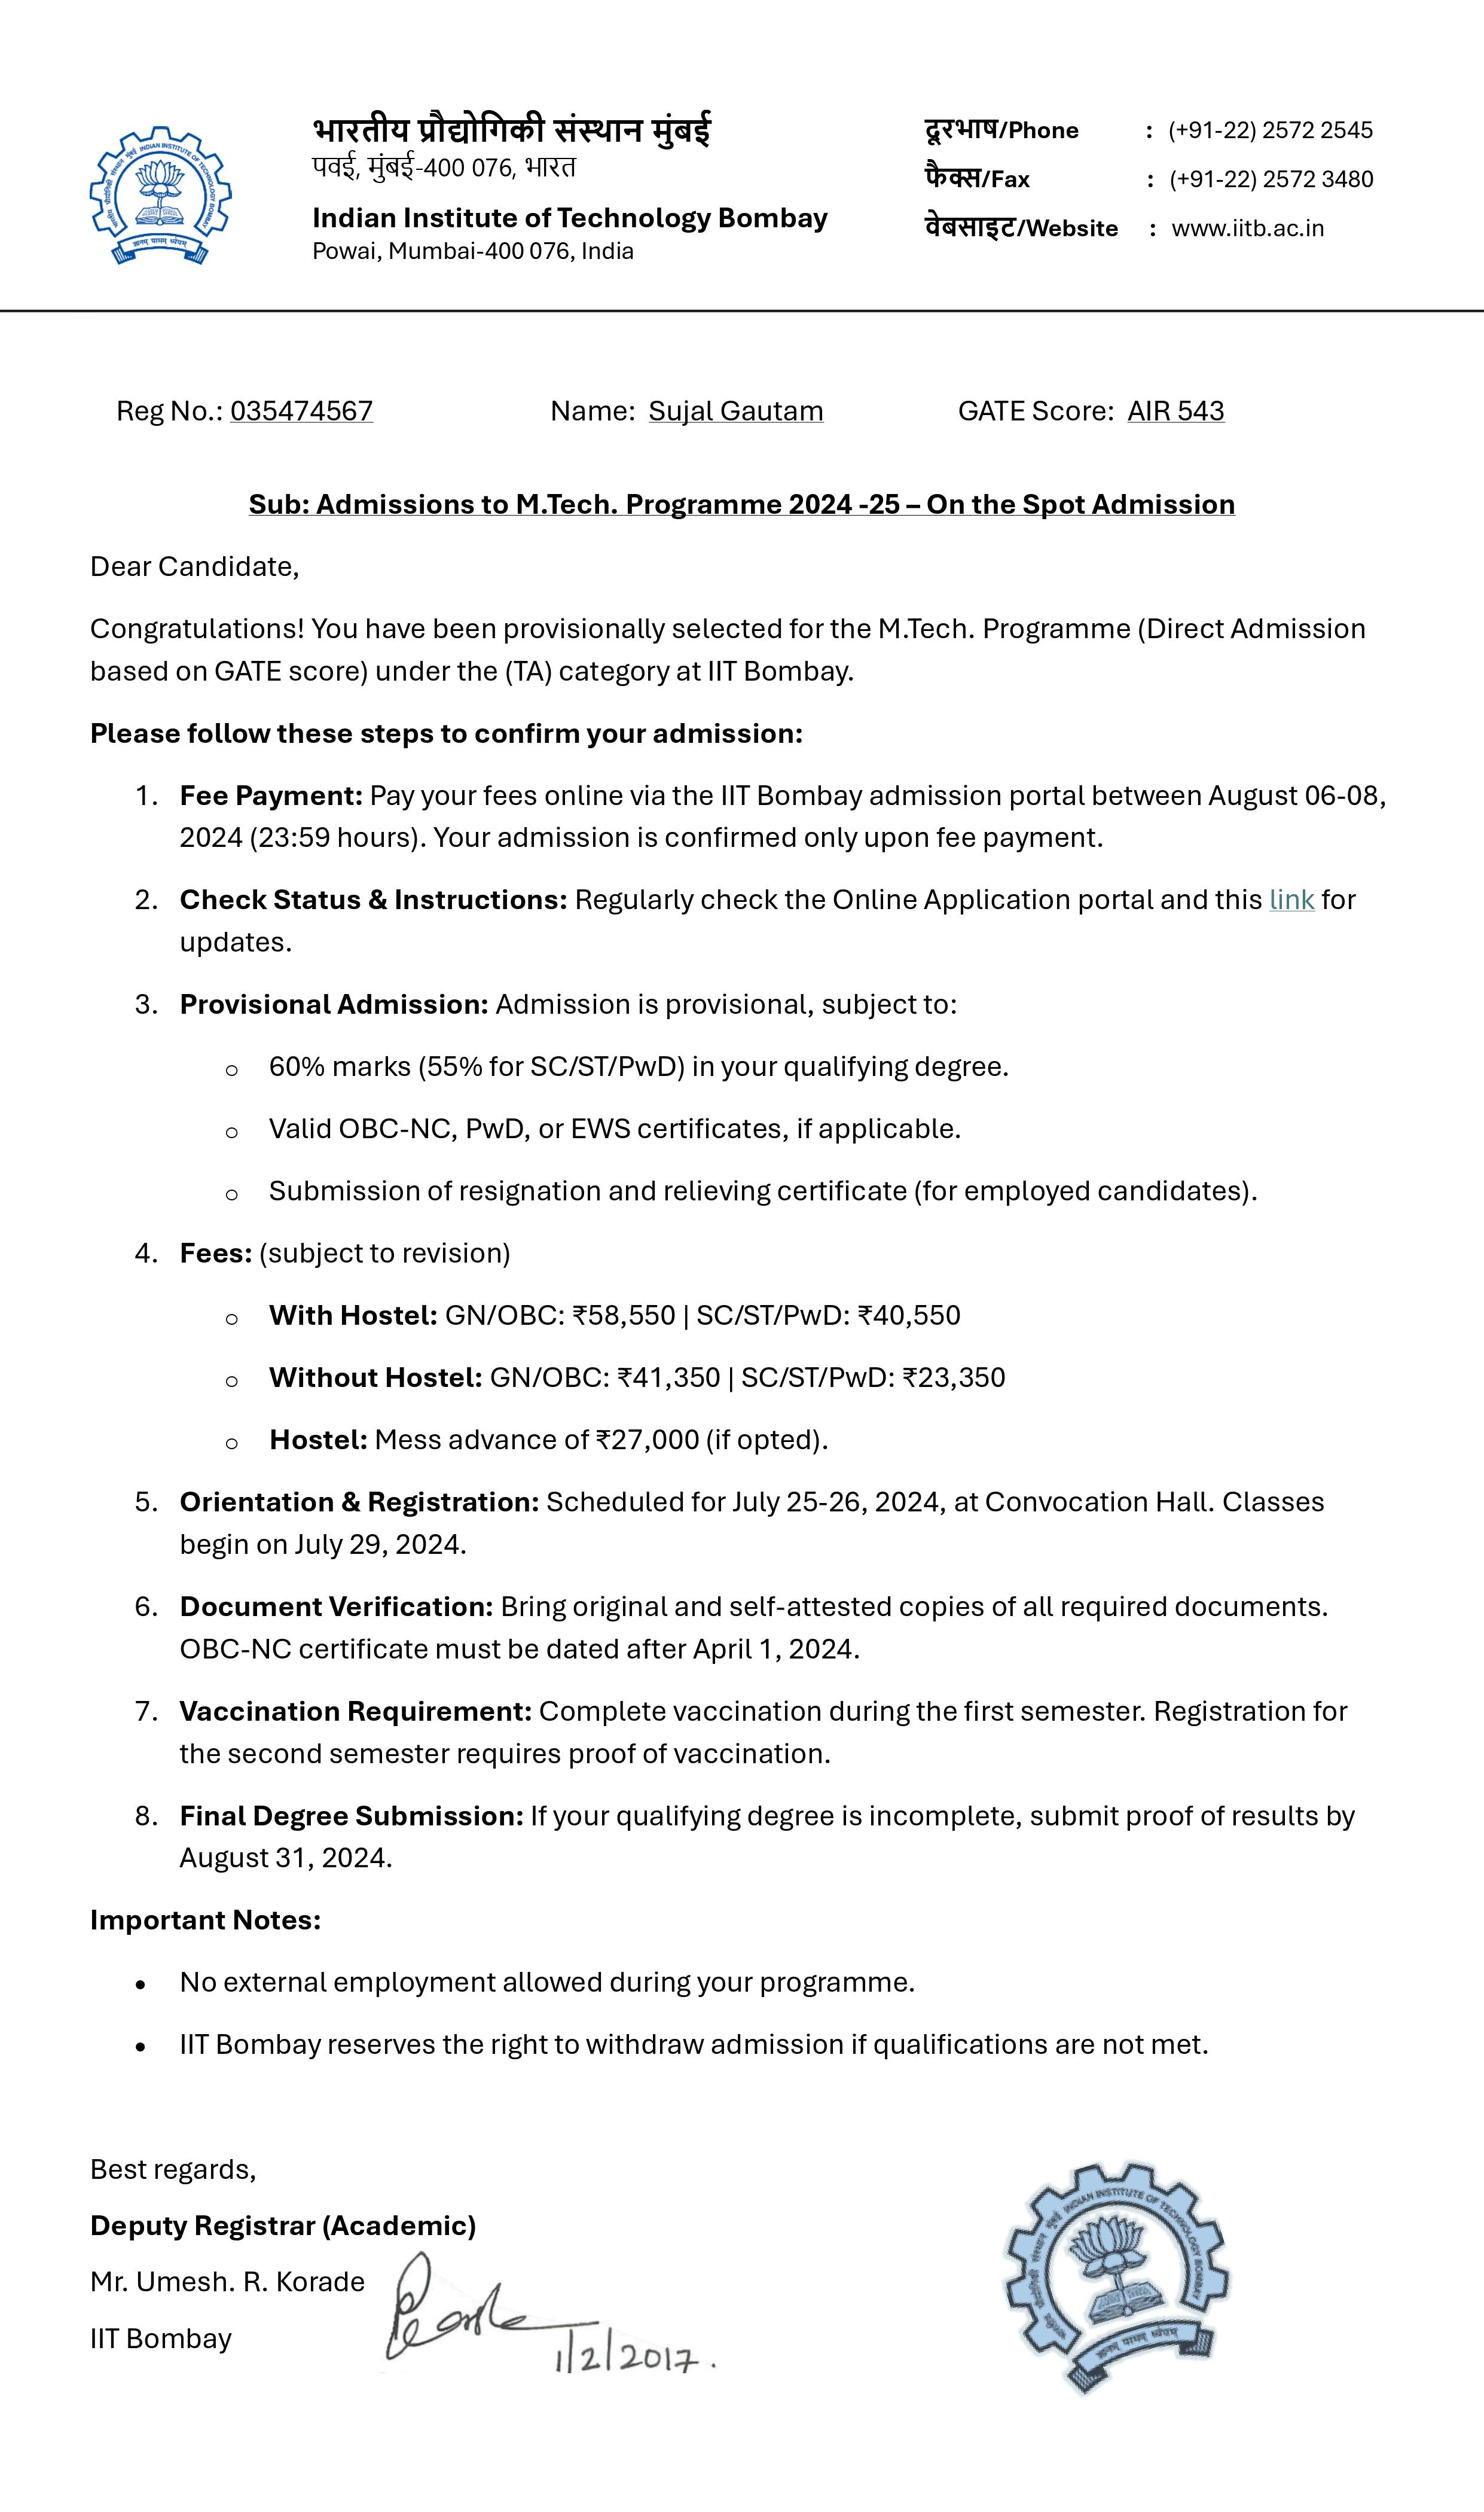 भारतीय प्रौद्योगिकी संस्थान मुंबई
पवई, मुंबई-400 076, भारत
Indian Institute of Technology Bombay
Powai, Mumbai-400 076, India
दूरभाष/Phone : (+91-22) 2572 2545
फैक्स/Fax : (+91-22) 2572 3480
वेबसाइट/Website : www.iitb.ac.in
INDIAN INSTITUTE OF TECHNOLOGY BOMBAY
ज्ञानम् परमम् ध्येयम्
Reg No.: 035474567 Name: Sujal Gautam GATE Score: AIR 543
Sub: Admissions to M.Tech. Programme 2024 -25 – On the Spot Admission
Dear Candidate,
Congratulations! You have been provisionally selected for the M.Tech. Programme (Direct Admission
based on GATE score) under the (TA) category at IIT Bombay.
Please follow these steps to confirm your admission:
1. Fee Payment: Pay your fees online via the IIT Bombay admission portal between August 06-08,
2024 (23:59 hours). Your admission is confirmed only upon fee payment.
2. Check Status & Instructions: Regularly check the Online Application portal and this link for
updates.
3. Provisional Admission: Admission is provisional, subject to:
o 60% marks (55% for SC/ST/PwD) in your qualifying degree.
o Valid OBC-NC, PwD, or EWS certificates, if applicable.
o Submission of resignation and relieving certificate (for employed candidates).
4. Fees: (subject to revision)
o With Hostel: GN/OBC: ₹58,550 | SC/ST/PwD: ₹40,550
o Without Hostel: GN/OBC: ₹41,350 | SC/ST/PwD: ₹23,350
o Hostel: Mess advance of ₹27,000 (if opted).
5. Orientation & Registration: Scheduled for July 25-26, 2024, at Convocation Hall. Classes
begin on July 29, 2024.
6. Document Verification: Bring original and self-attested copies of all required documents.
OBC-NC certificate must be dated after April 1, 2024.
7. Vaccination Requirement: Complete vaccination during the first semester. Registration for
the second semester requires proof of vaccination.
8. Final Degree Submission: If your qualifying degree is incomplete, submit proof of results by
August 31, 2024.
Important Notes:
• No external employment allowed during your programme.
• IIT Bombay reserves the right to withdraw admission if qualifications are not met.
Best regards,
Deputy Registrar (Academic)
Mr. Umesh. R. Korade
IIT Bombay
1/2/2017.
INDIAN INSTITUTE OF TECHNOLOGY BOMBAY